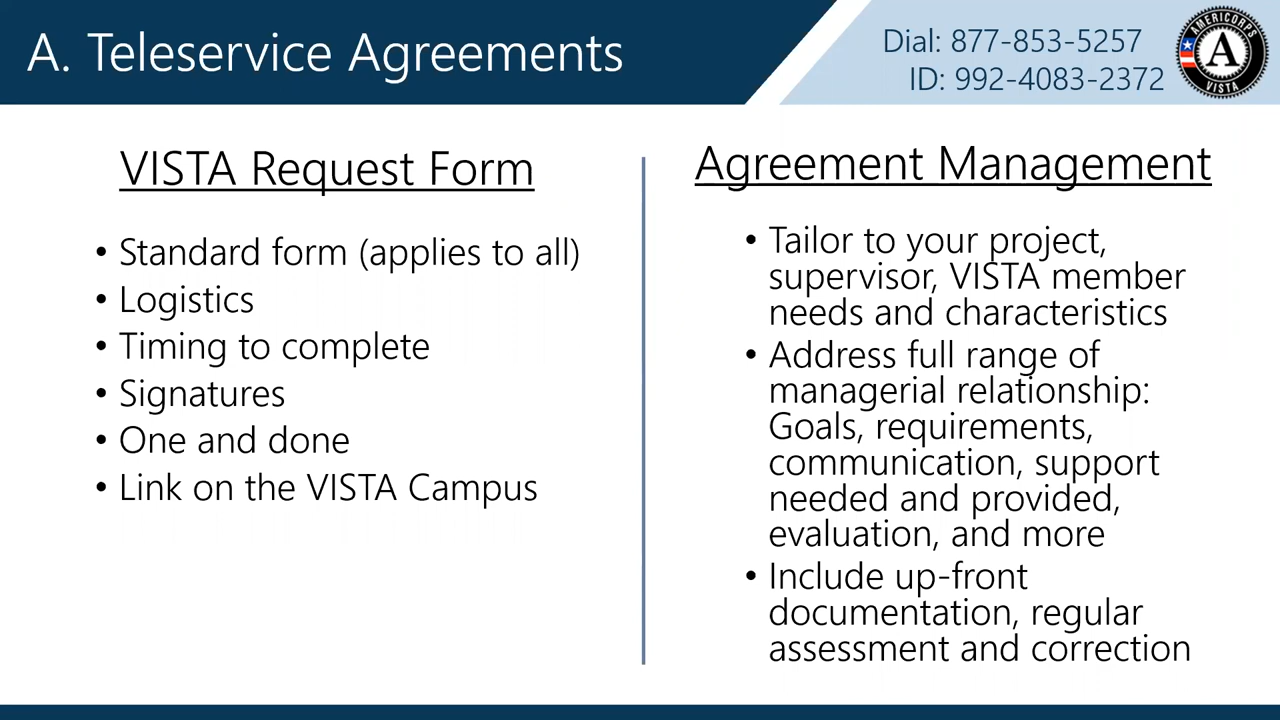 A. Teleservice Agreements
Dial: 877-853-5257
ID: 992-4083-2372
AMERICORPS
A
VISTA
VISTA Request Form
• Standard form (applies to all)
• Logistics
• Timing to complete
• Signatures
• One and done
• Link on the VISTA Campus
Agreement Management
• Tailor to your project,
supervisor, VISTA member
needs and characteristics
• Address full range of
managerial relationship:
Goals, requirements,
communication, support
needed and provided,
evaluation, and more
• Include up-front
documentation, regular
assessment and correction